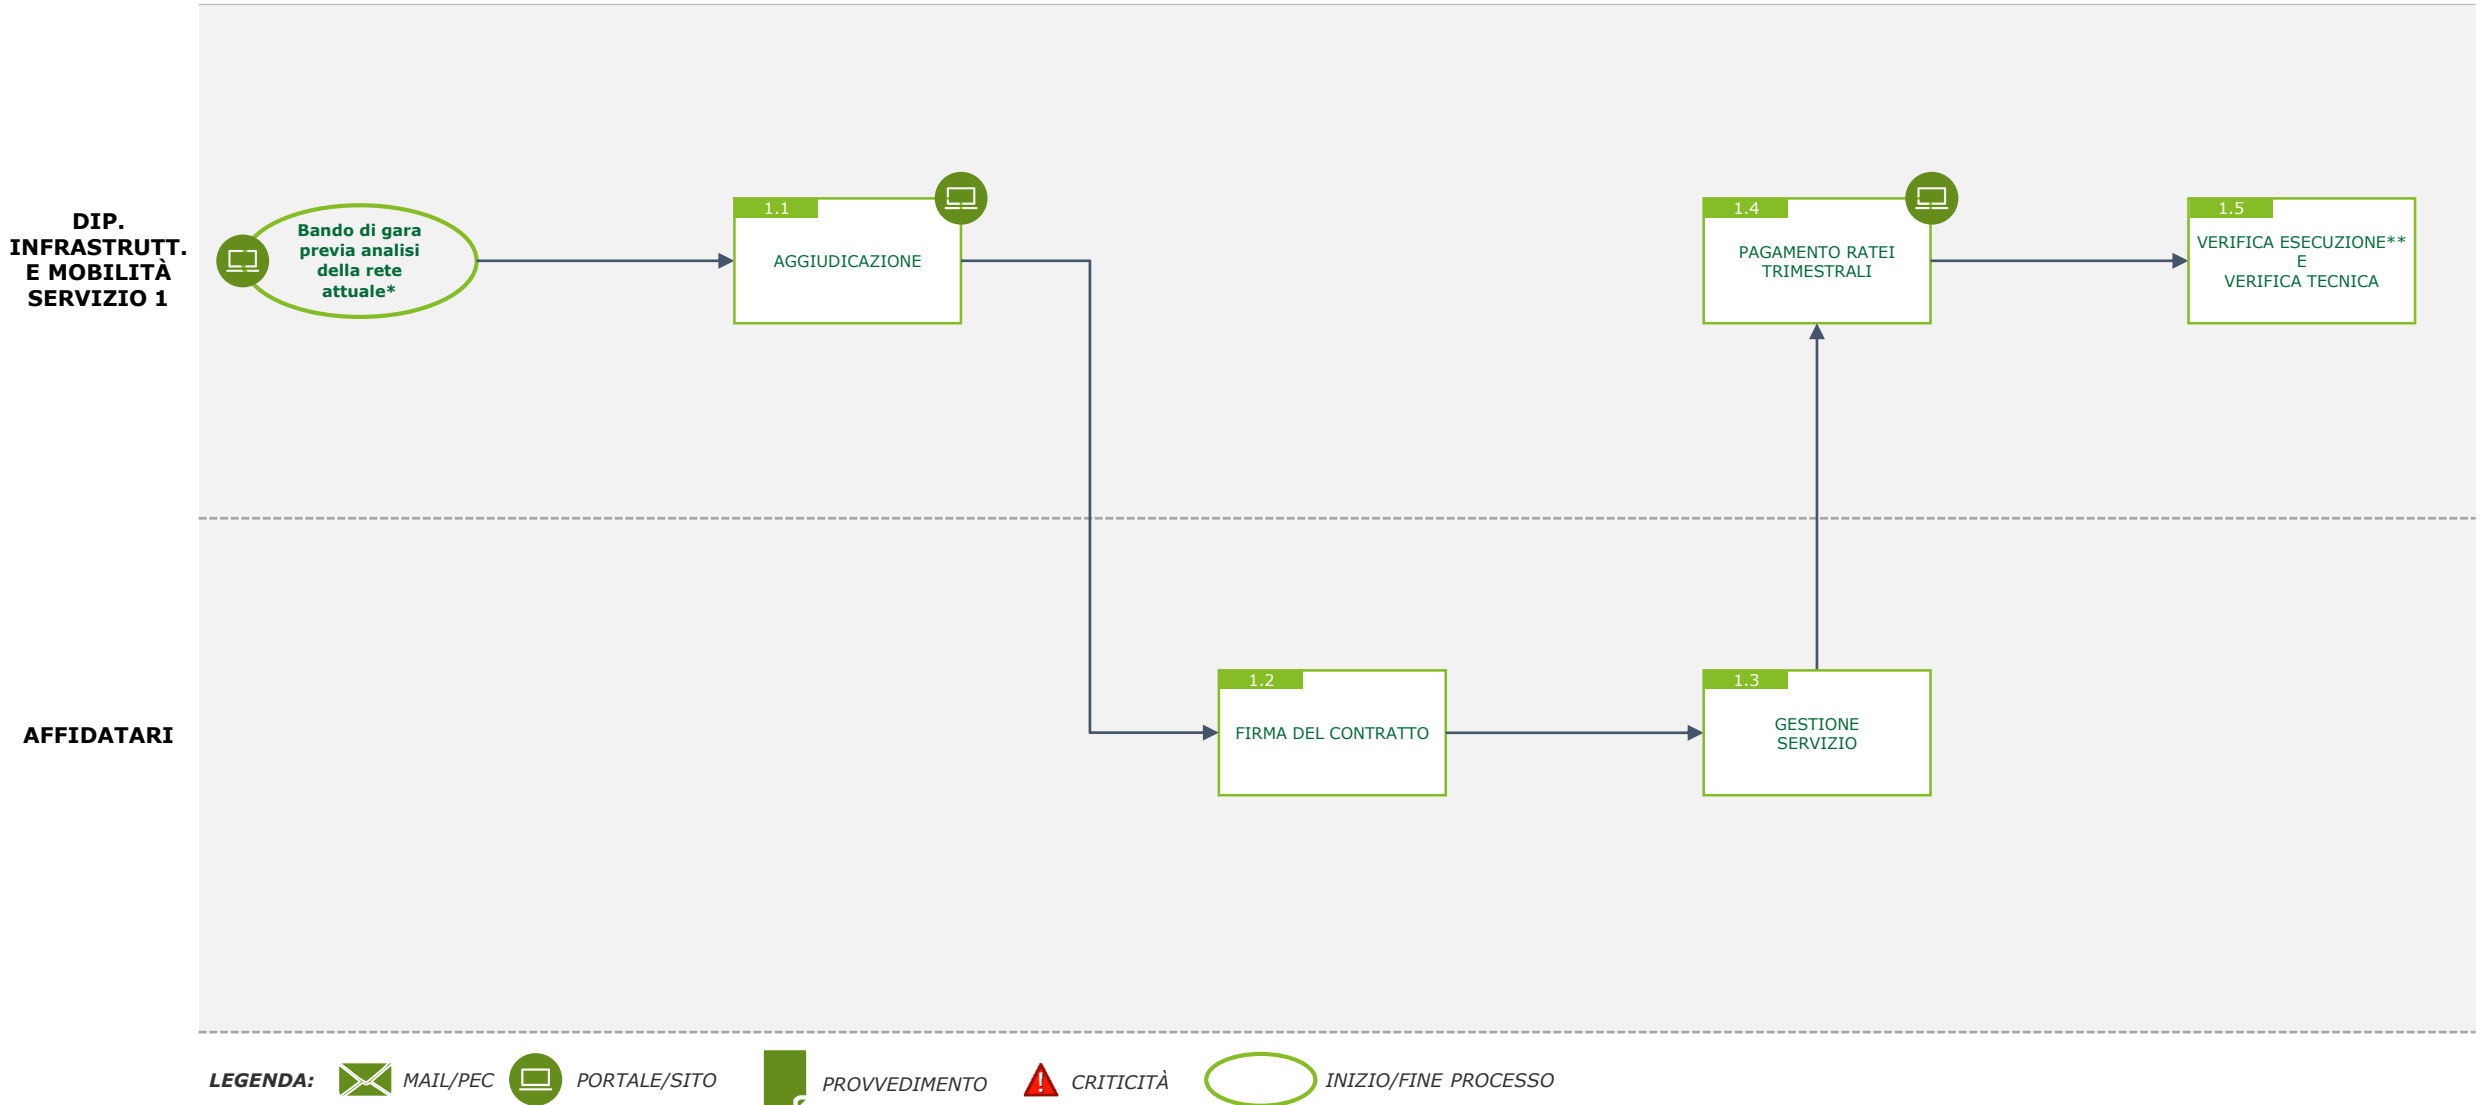 DIP.
INFRASTRUTT.
E MOBILITÀ
SERVIZIO 1
Bando di gara
previa analisi
della rete
attuale*
1.1
AGGIUDICAZIONE
1.4
PAGAMENTO RATEI
TRIMESTRALI
1.5
VERIFICA ESECUZIONE**
E
VERIFICA TECNICA
AFFIDATARI
1.2
FIRMA DEL CONTRATTO
1.3
GESTIONE
SERVIZIO
LEGENDA:
MAIL/PEC
PORTALE/SITO
PROVVEDIMENTO
CRITICITÀ
INIZIO/FINE PROCESSO